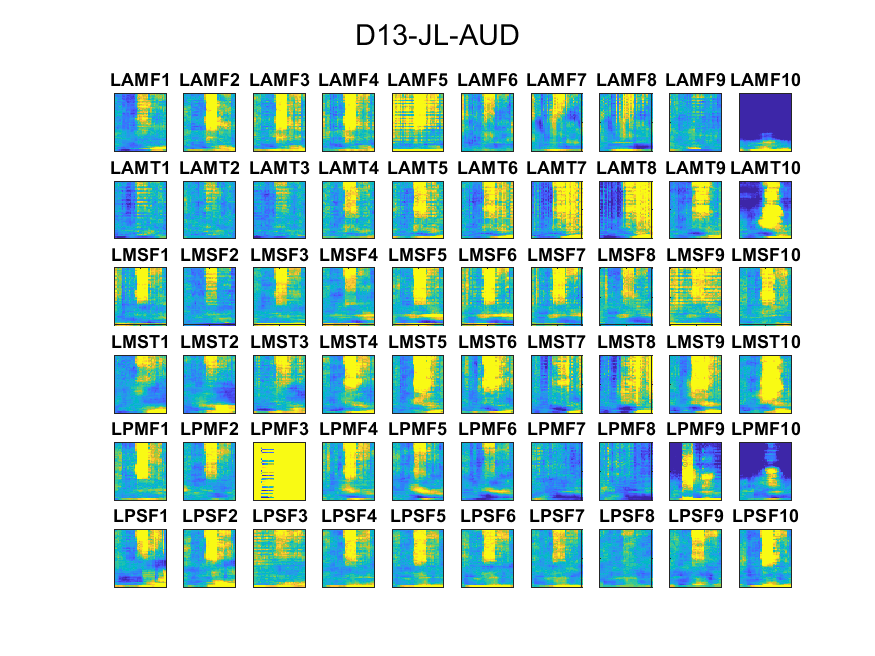 D13-JL-AUD
LAMF1 LAMF2 LAMF3 LAMF4 LAMF5 LAMF6 LAMF7 LAMF8 LAMF9 LAMF10
LAMT1 LAMT2 LAMT3 LAMT4 LAMT5 LAMT6 LAMT7 LAMT8 LAMT9 LAMT10
LMSF1 LMSF2 LMSF3 LMSF4 LMSF5 LMSF6 LMSF7 LMSF8 LMSF9 LMSF10
LMST1 LMST2 LMST3 LMST4 LMST5 LMST6 LMST7 LMST8 LMST9 LMST10
LPMF1 LPMF2 LPMF3 LPMF4 LPMF5 LPMF6 LPMF7 LPMF8 LPMF9 LPMF10
LPSF1 LPSF2 LPSF3 LPSF4 LPSF5 LPSF6 LPSF7 LPSF8 LPSF9 LPSF10